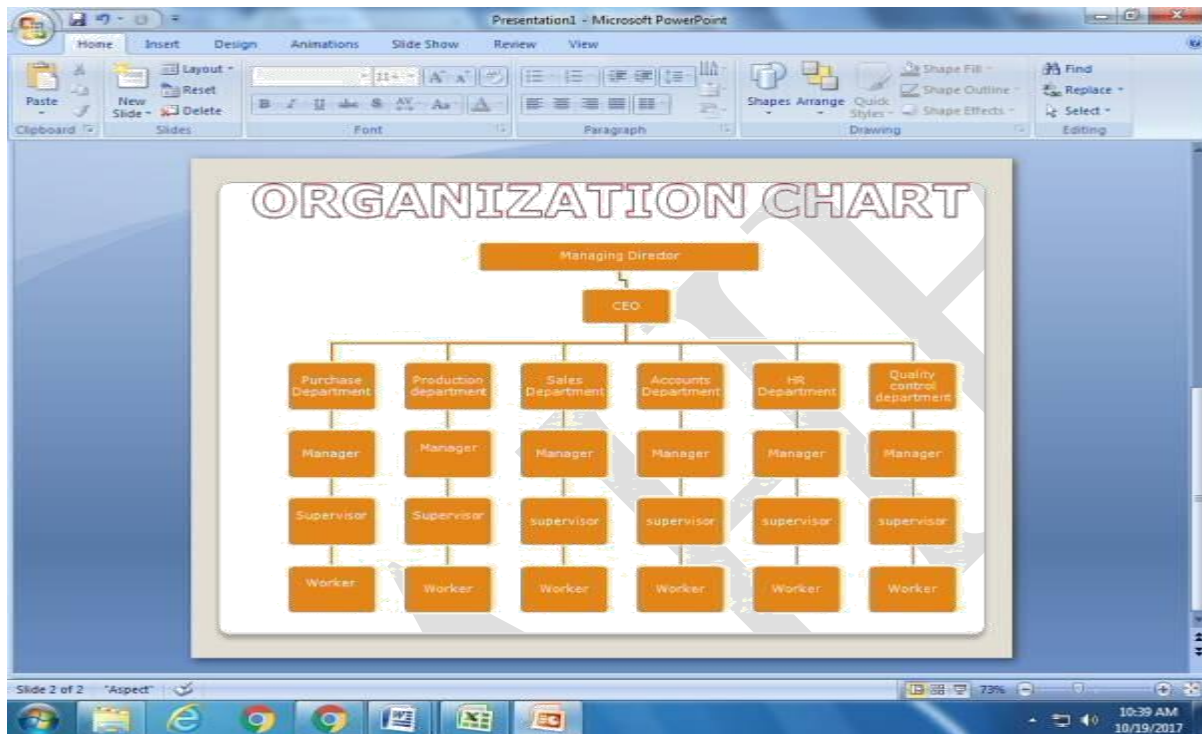 Presentation1 - Microsoft PowerPoint
Home Insert Design Animations Slide Show Review View
Paste
New Slide
Layout
Reset
Delete
Shapes Arrange Quick Styles
Shape Fill
Shape Outline
Shape Effects
Find
Replace
Select
Clipboard Slides Font Paragraph Drawing Editing
ORGANIZATION CHART
Managing Director
CEO
Purchase Department
Production department
Sales Department
Accounts Department
HR Department
Quality control department
Manager Manager Manager Manager Manager Manager
Supervisor Supervisor supervisor supervisor supervisor supervisor
Worker Worker Worker Worker Worker Worker
Slide 2 of 2 "Aspect" 73%
10:39 AM
10/19/2017